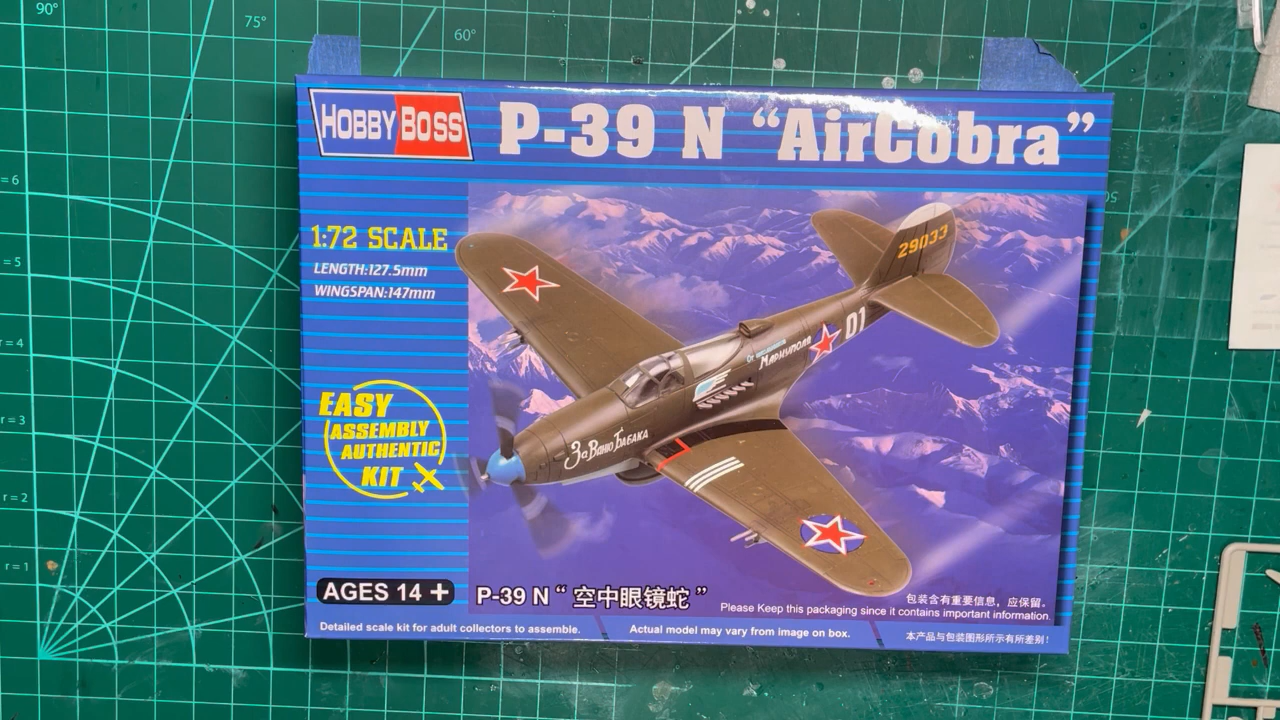 90°
75°
60°
HOBBY BOSS
P-39 N “AirCobra”
=6
=5
=4
r=3
r=2
r=1
1:72 SCALE
LENGTH:127.5mm
WINGSPAN:147mm
29033
01
Мариуполя
За Ваню Бабака
EASY
ASSEMBLY
AUTHENTIC
KIT
AGES 14 +
P-39 N “ 空中眼镜蛇 ”
包装含有重要信息，应保留。
Please Keep this packaging since it contains important information.
Detailed scale kit for adult collectors to assemble.
Actual model may vary from image on box.
本产品与包装图形所示有所差别！